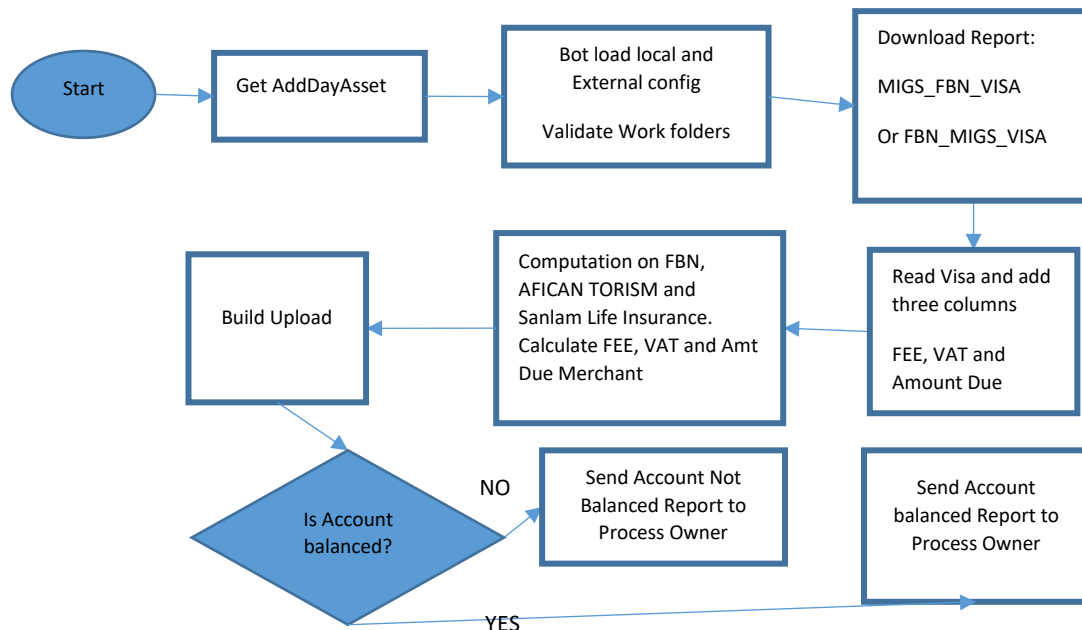 Start
Get AddDayAsset
Bot load local and
External config
Validate Work folders
Download Report:
MIGS_FBN_VISA
Or FBN_MIGS_VISA
Read Visa and add
three columns
FEE, VAT and
Amount Due
Computation on FBN,
AFICAN TORISM and
Sanlam Life Insurance.
Calculate FEE, VAT and Amt
Due Merchant
Build Upload
Is Account
balanced?
NO
Send Account Not
Balanced Report to
Process Owner
YES
Send Account
balanced Report to
Process Owner